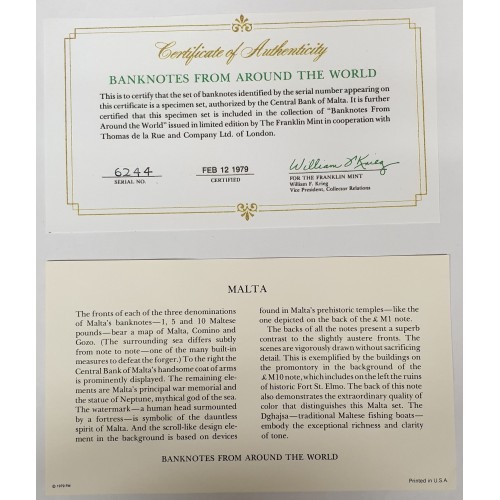 Certificate of Authenticity
BANKNOTES FROM AROUND THE WORLD
This is to certify that the set of banknotes identified by the serial number appearing on
this certificate is a specimen set, authorized by the Central Bank of Malta. It is further
certified that this specimen set is included in the collection of "Banknotes From
Around the World" issued in limited edition by The Franklin Mint in cooperation with
Thomas de la Rue and Company Ltd. of London.
6244
SERIAL NO.
FEB 12 1979
CERTIFIED
William F. Krieg
FOR THE FRANKLIN MINT
William F. Krieg
Vice President, Collector Relations
MALTA
The fronts of each of the three denominations
of Malta's banknotes—1, 5 and 10 Maltese
pounds—bear a map of Malta, Comino and
Gozo. (The surrounding sea differs subtly
from note to note—one of the many built-
in measures to defeat the forger.) To the right the
Central Bank of Malta's handsome coat of arms
is prominently displayed. The remaining ele-
ments are Malta's principal war memorial and
the statue of Neptune, mythical god of the sea.
The watermark—a human head surmounted
by a fortress—is symbolic of the dauntless
spirit of Malta. And the scroll-like design ele-
ment in the background is based on devices
found in Malta's prehistoric temples—like the
one depicted on the back of the £M1 note.
The backs of all the notes present a superb
contrast to the slightly austere fronts. The
scenes are vigorously drawn without sacrificing
detail. This is exemplified by the buildings on
the promontory in the background of the
£M10 note, which includes on the left the ruins
of historic Fort St. Elmo. The back of this note
also demonstrates the extraordinary quality of
color that distinguishes this Malta set. The
Dghajsa—traditional Maltese fishing boats—
embody the exceptional richness and clarity
of tone.
BANKNOTES FROM AROUND THE WORLD
© 1979 FM
Printed in U.S.A.